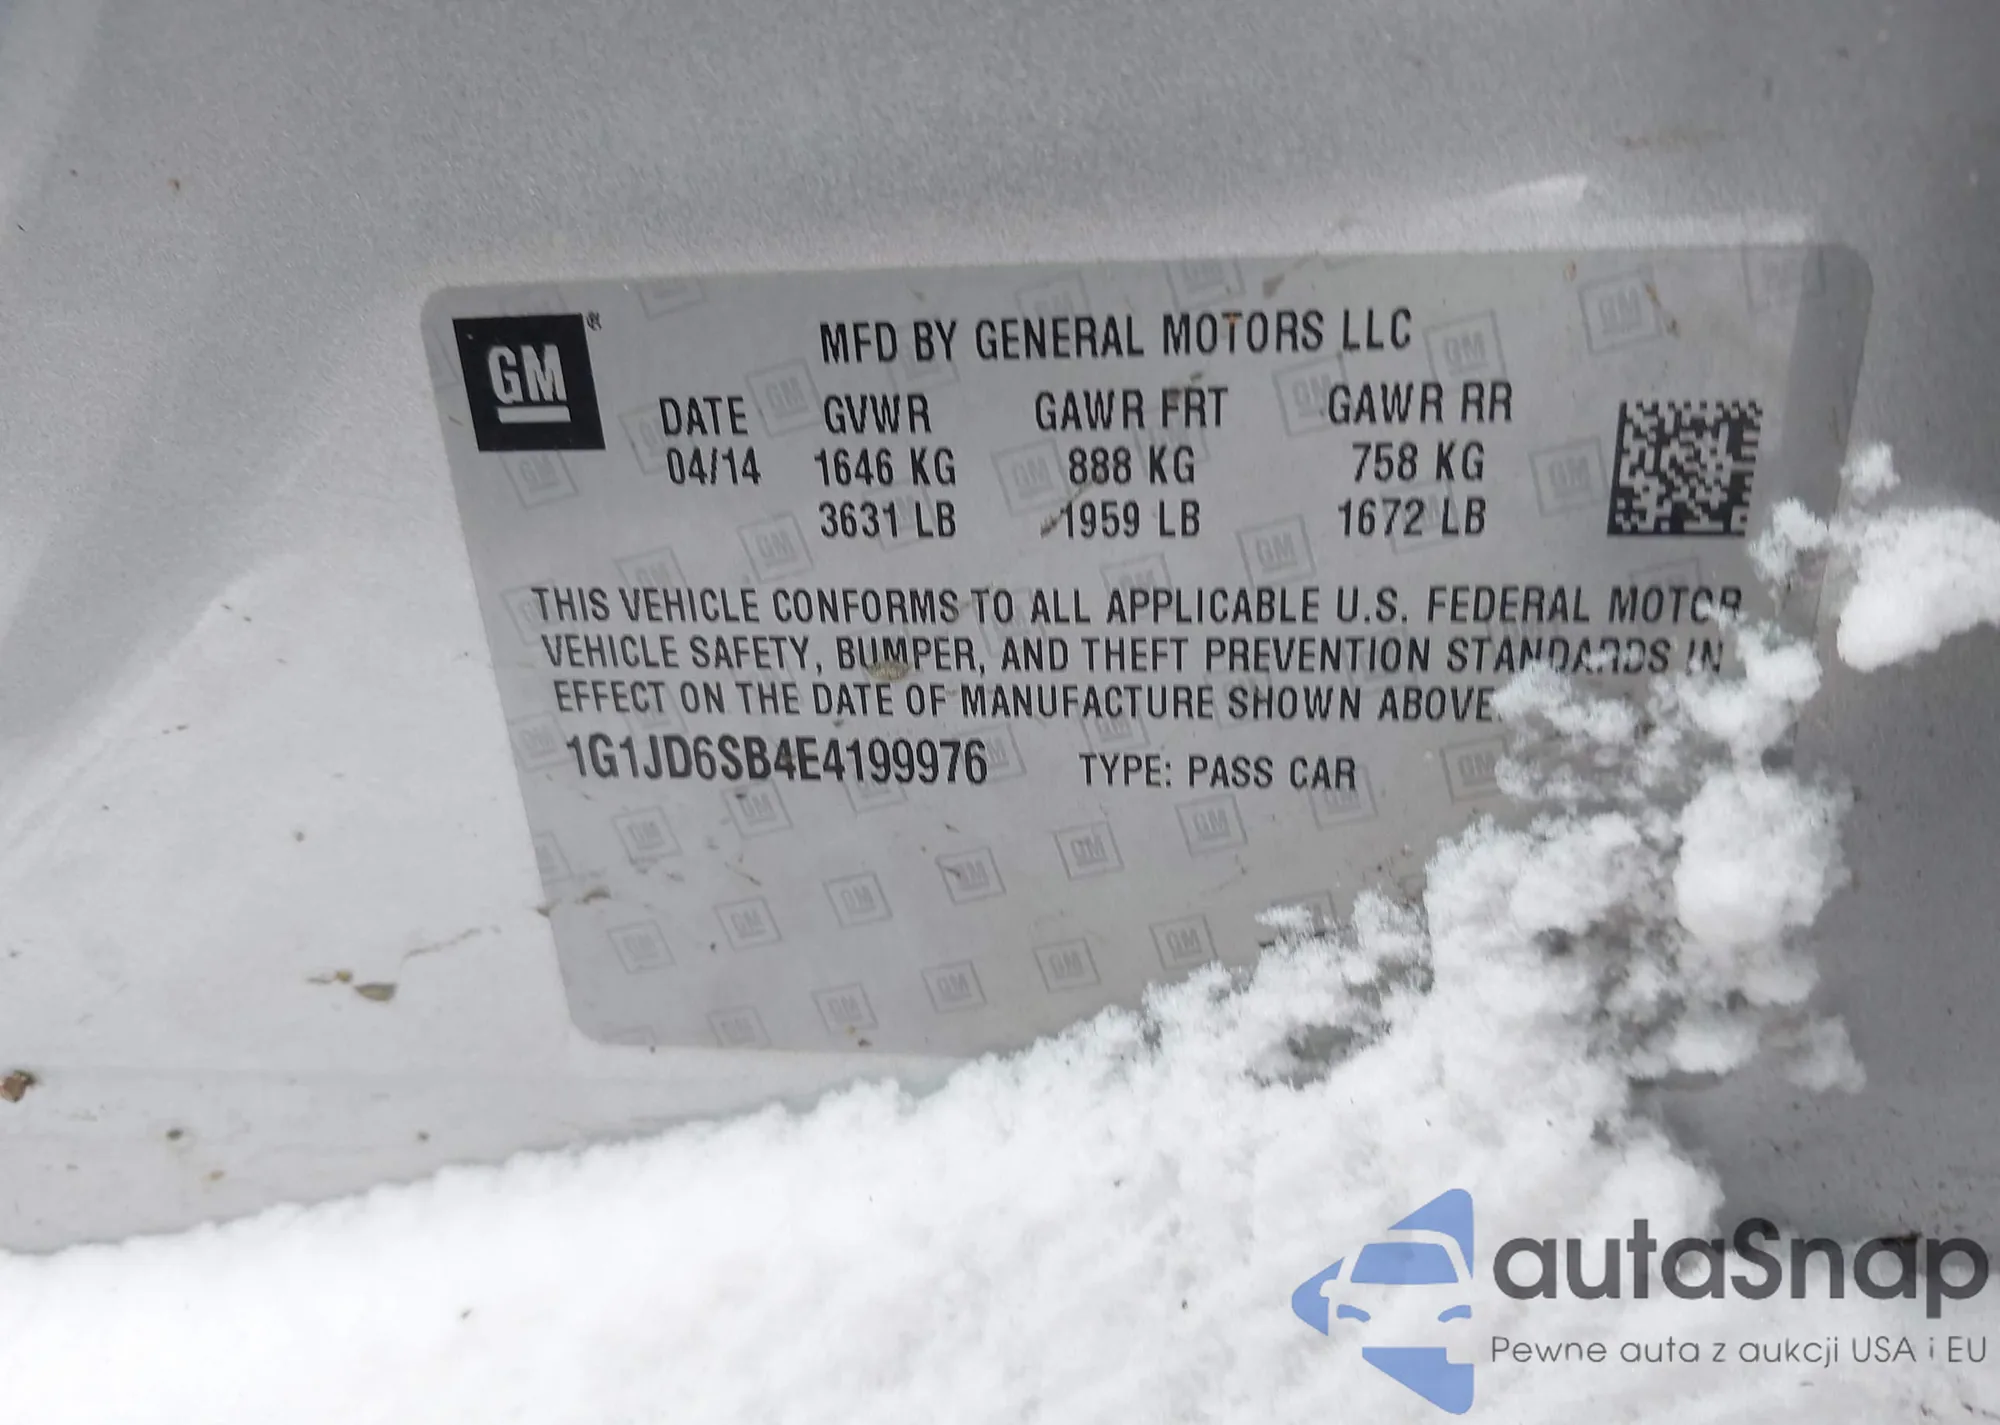 GM®
MFD BY GENERAL MOTORS LLC
DATE GVWR GAWR FRT GAWR RR
04/14 1646 KG 888 KG 758 KG
3631 LB 1959 LB 1672 LB
THIS VEHICLE CONFORMS TO ALL APPLICABLE U.S. FEDERAL MOTOR
VEHICLE SAFETY, BUMPER, AND THEFT PREVENTION STANDARDS IN
EFFECT ON THE DATE OF MANUFACTURE SHOWN ABOVE.
1G1JD6SB4E4199976 TYPE: PASS CAR
autaSnap
Pewne auta z aukcji USA i EU